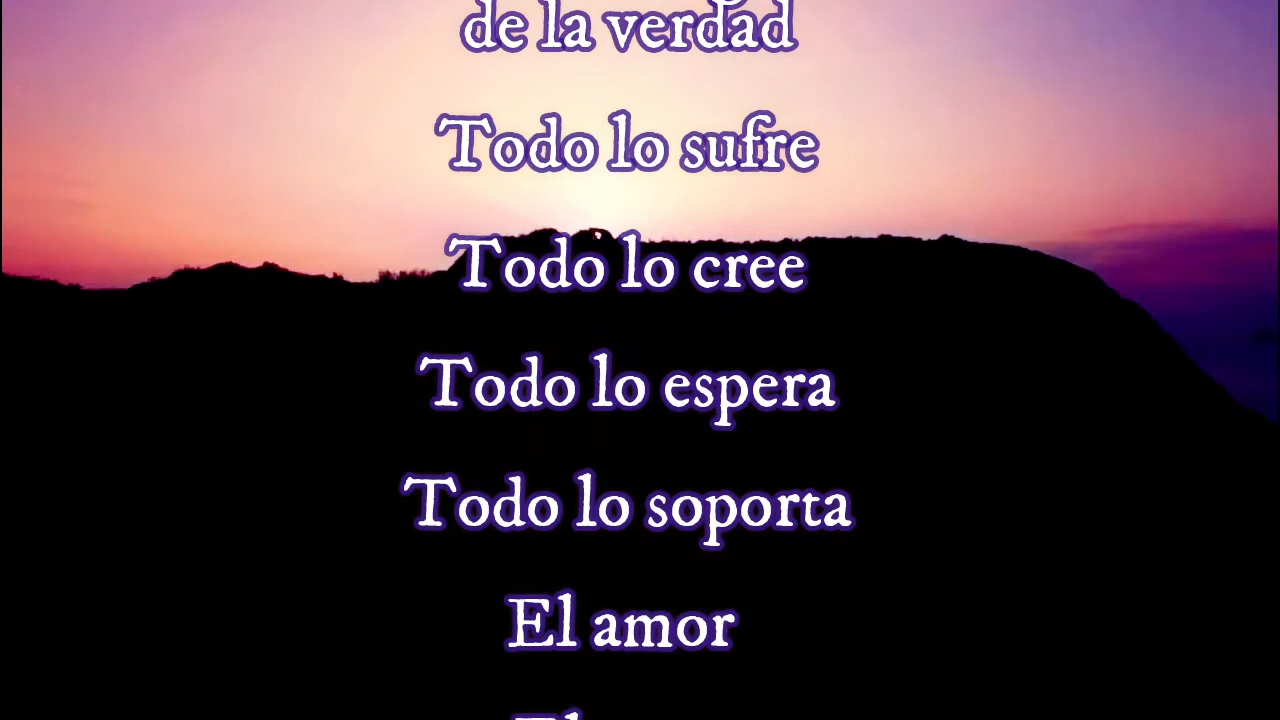 de la verdad
Todo lo sufre
Todo lo cree
Todo lo espera
Todo lo soporta
El amor